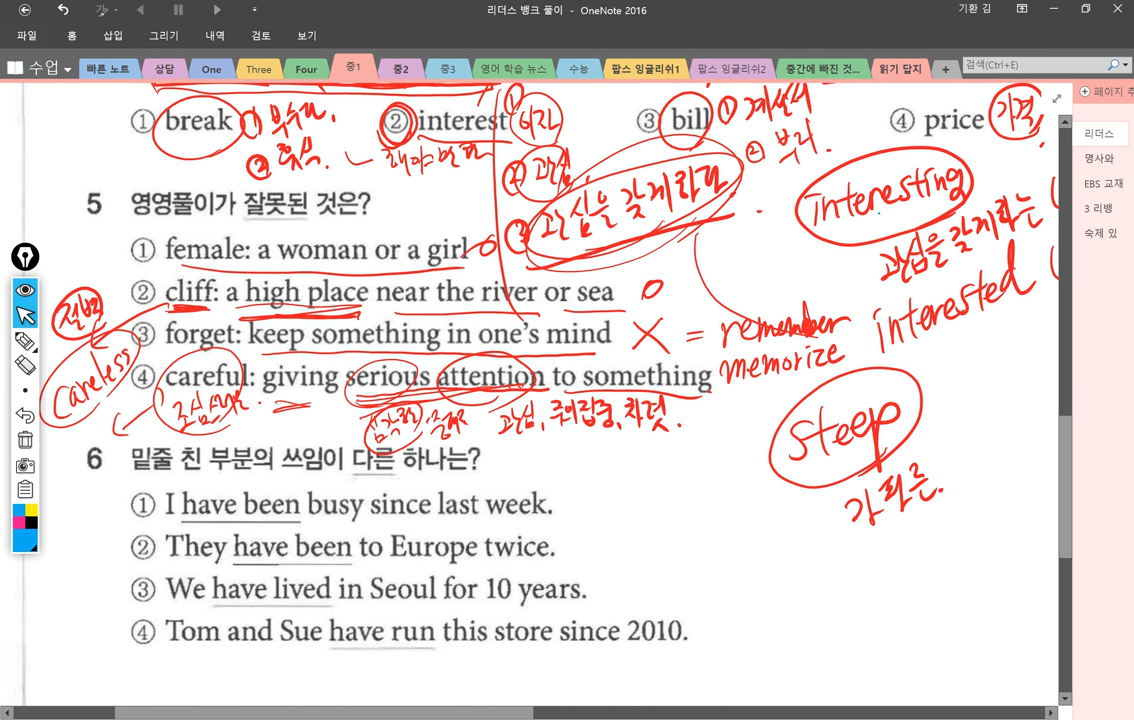 리더스 뱅크 풀이 - OneNote 2016
기환 김
파일 홈 삽입 그리기 내역 검토 보기
수업 빠른 노트 상담 One Three Four 중1 중2 중3 영어 학습 뉴스 수능 팝스 잉글리쉬1 팝스 잉글리쉬2 중간에 빠진 것... 읽기 답지 + 검색(Ctrl+E)
페이지 추
리더스
명사와
EBS 교재
3 리뱅
숙제 있
① break ① 부수다, ② 휴식.
② interest ① 이자 ② 관심 ③ 관심을 갖게하다
③ bill ① 계산서 ② 부리.
④ price 가격
해야만한다
interesting
관심을 갖게하는
interested
5 영영풀이가 잘못된 것은?
① female: a woman or a girl
② cliff: a high place near the river or sea
절벽
③ forget: keep something in one's mind X = remember
memorize
④ careful: giving serious attention to something
careless
조심스러운.
심각한, 중요
관심, 주의집중,
steep
가파른.
6 밑줄 친 부분의 쓰임이 다른 하나는?
① I have been busy since last week.
② They have been to Europe twice.
③ We have lived in Seoul for 10 years.
④ Tom and Sue have run this store since 2010.